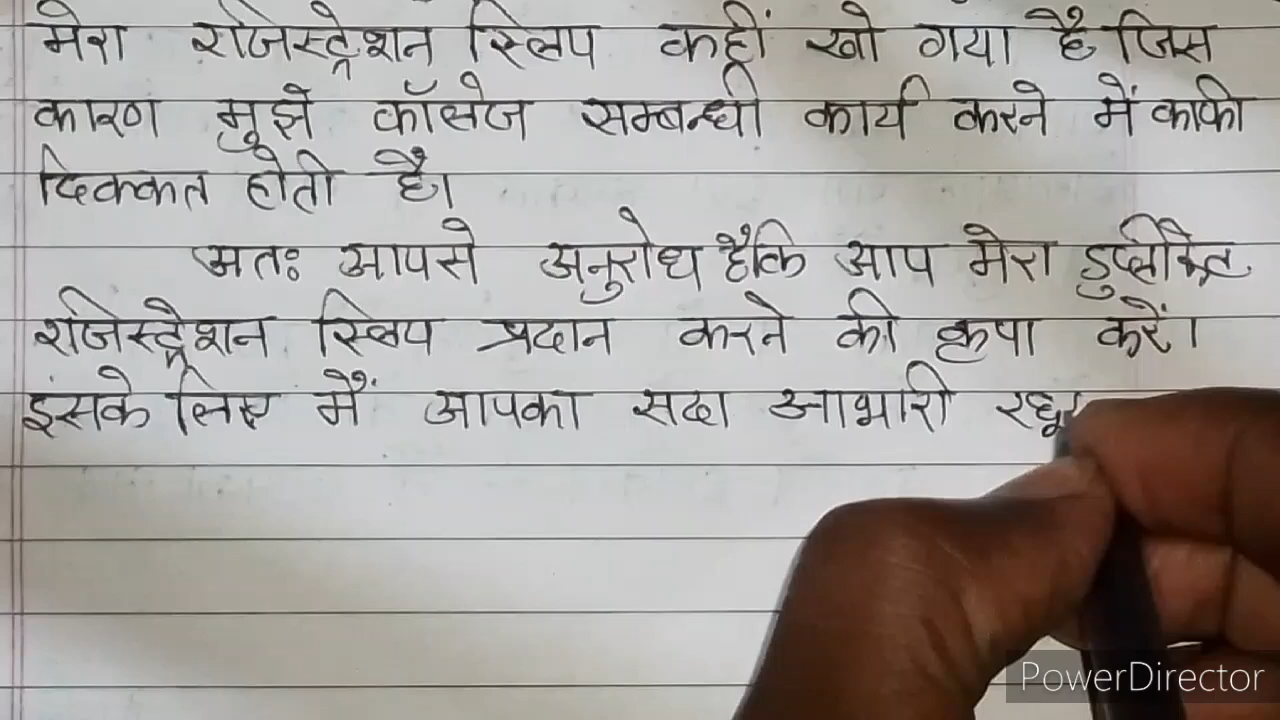 मेरा रजिस्ट्रेशन स्लिप कहीं खो गया है जिस
कारण मुझे कॉलेज सम्बन्धी कार्य करने में काफी
दिक्कत होती है।
अतः आपसे अनुरोध है कि आप मेरा डुप्लीकेट
रजिस्ट्रेशन स्लिप प्रदान करने की कृपा करें।
इसके लिए मैं आपका सदा आभारी
PowerDirector